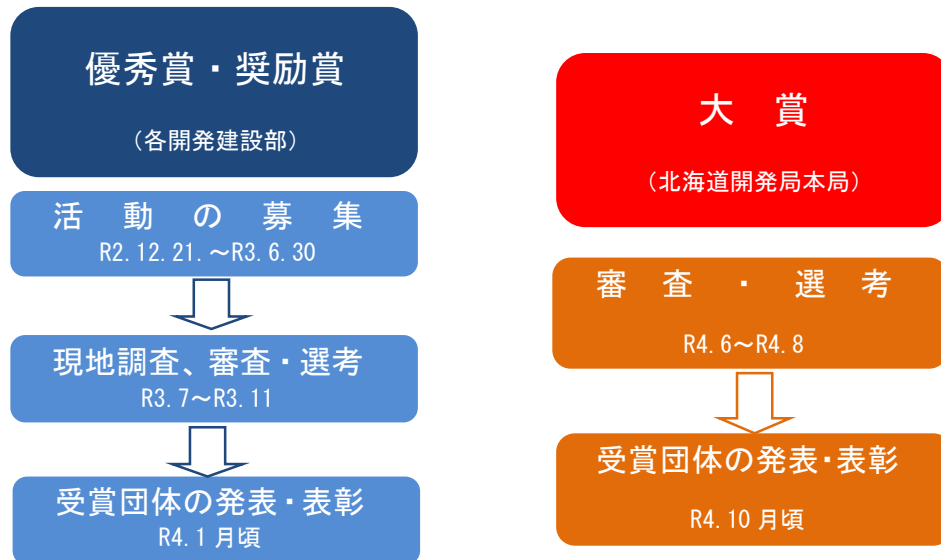 優秀賞・奨励賞
（各開発建設部）
活動の募集
R2.12.21.～R3.6.30
現地調査、審査・選考
R3.7～R3.11
受賞団体の発表・表彰
R4.1月頃
大賞
（北海道開発局本局）
審査・選考
R4.6～R4.8
受賞団体の発表・表彰
R4.10月頃